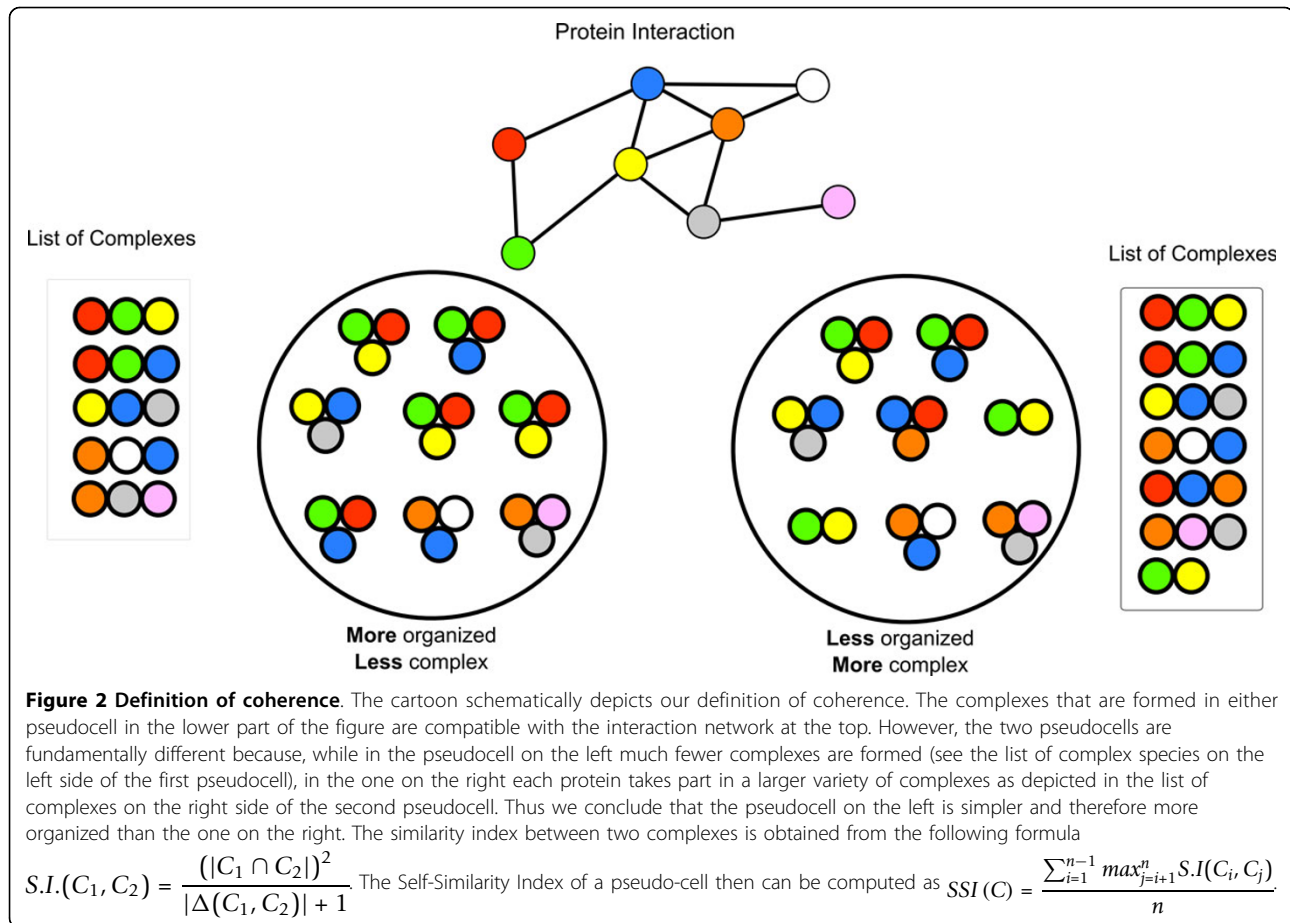 Protein Interaction
List of Complexes
List of Complexes
More organized
Less complex
Less organized
More complex
Figure 2 Definition of coherence. The cartoon schematically depicts our definition of coherence. The complexes that are formed in either
pseudocell in the lower part of the figure are compatible with the interaction network at the top. However, the two pseudocells are
fundamentally different because, while in the pseudocell on the left much fewer complexes are formed (see the list of complex species on the
left side of the first pseudocell), in the one on the right each protein takes part in a larger variety of complexes as depicted in the list of
complexes on the right side of the second pseudocell. Thus we conclude that the pseudocell on the left is simpler and therefore more
organized than the one on the right. The similarity index between two complexes is obtained from the following formula
S.I.(C₁, C₂) = (|C₁ ∩ C₂|)² / (|Δ(C₁, C₂)| + 1). The Self-Similarity Index of a pseudo-cell then can be computed as SSI (C) = ∑ᵢ₌₁ⁿ⁻¹ maxⱼ₌ᵢ₊₁ⁿ S.I(Cᵢ, Cⱼ) / n.